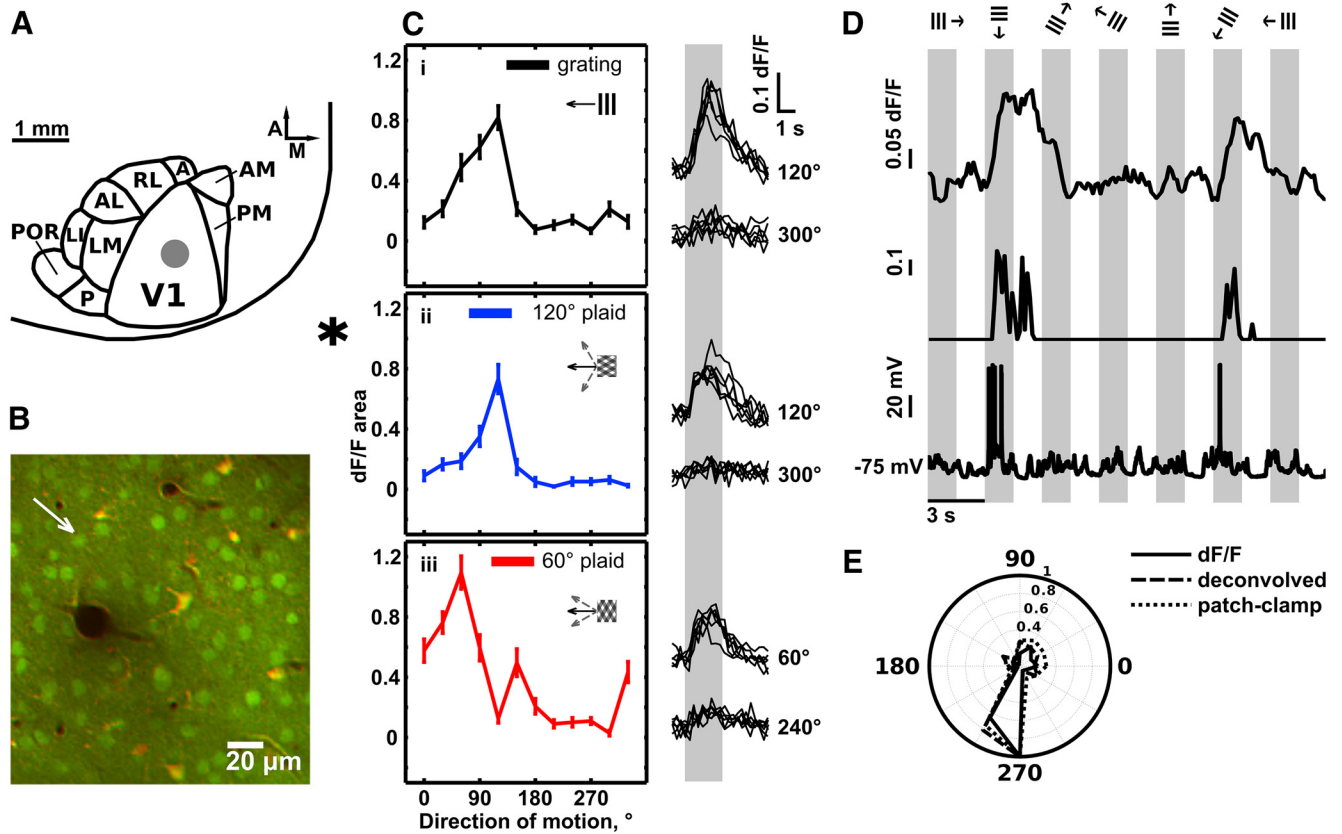 A
1 mm
A
M
RL
A
AM
AL
PM
POR
LI
LM
P
V1
*
B
20 μm
C
i
grating
1.2
0.8
0.4
0
ii
120° plaid
1.2
0.8
0.4
0
dF/F area
iii
60° plaid
1.2
0.8
0.4
0
0 90 180 270
Direction of motion, °
0.1 dF/F
1 s
120°
300°
120°
300°
60°
240°
D
0.05 dF/F
0.1
20 mV
-75 mV
3 s
E
dF/F
deconvolved
patch-clamp
90
1
0.8
0.6
0.4
180
0
270